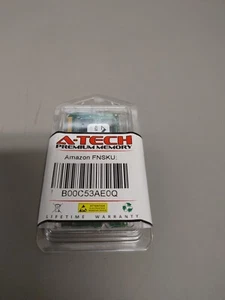 A-TECH
PREMIUM MEMORY
Amazon FNSKU:
B00C53AE0Q
LIFETIME WARRANTY